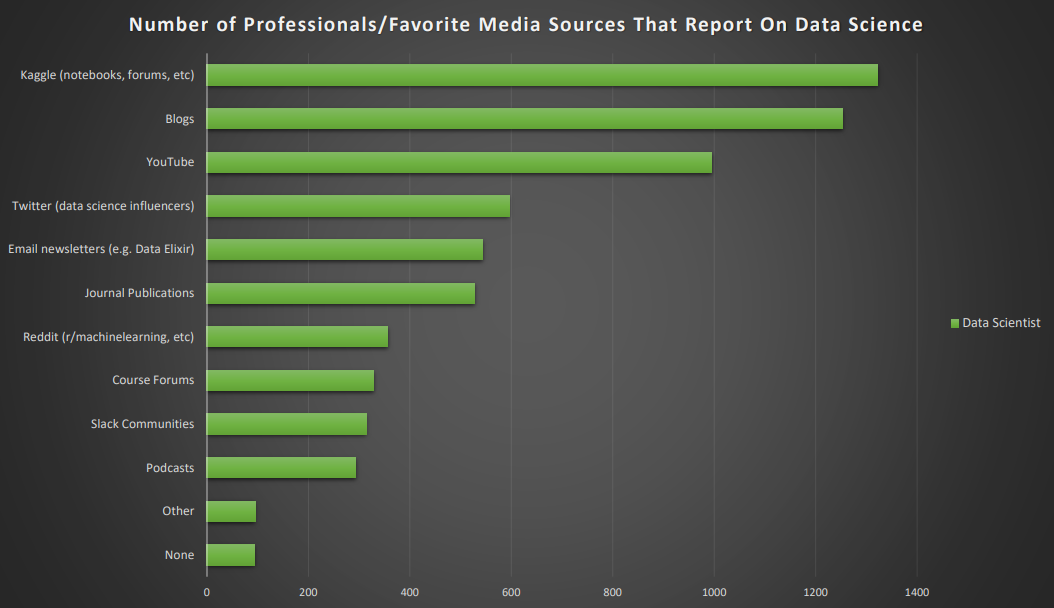 Number of Professionals/Favorite Media Sources That Report On Data Science
Kaggle (notebooks, forums, etc)
Blogs
YouTube
Twitter (data science influencers)
Email newsletters (e.g. Data Elixir)
Journal Publications
Reddit (r/machinelearning, etc)
Course Forums
Slack Communities
Podcasts
Other
None
0 200 400 600 800 1000 1200 1400
Data Scientist